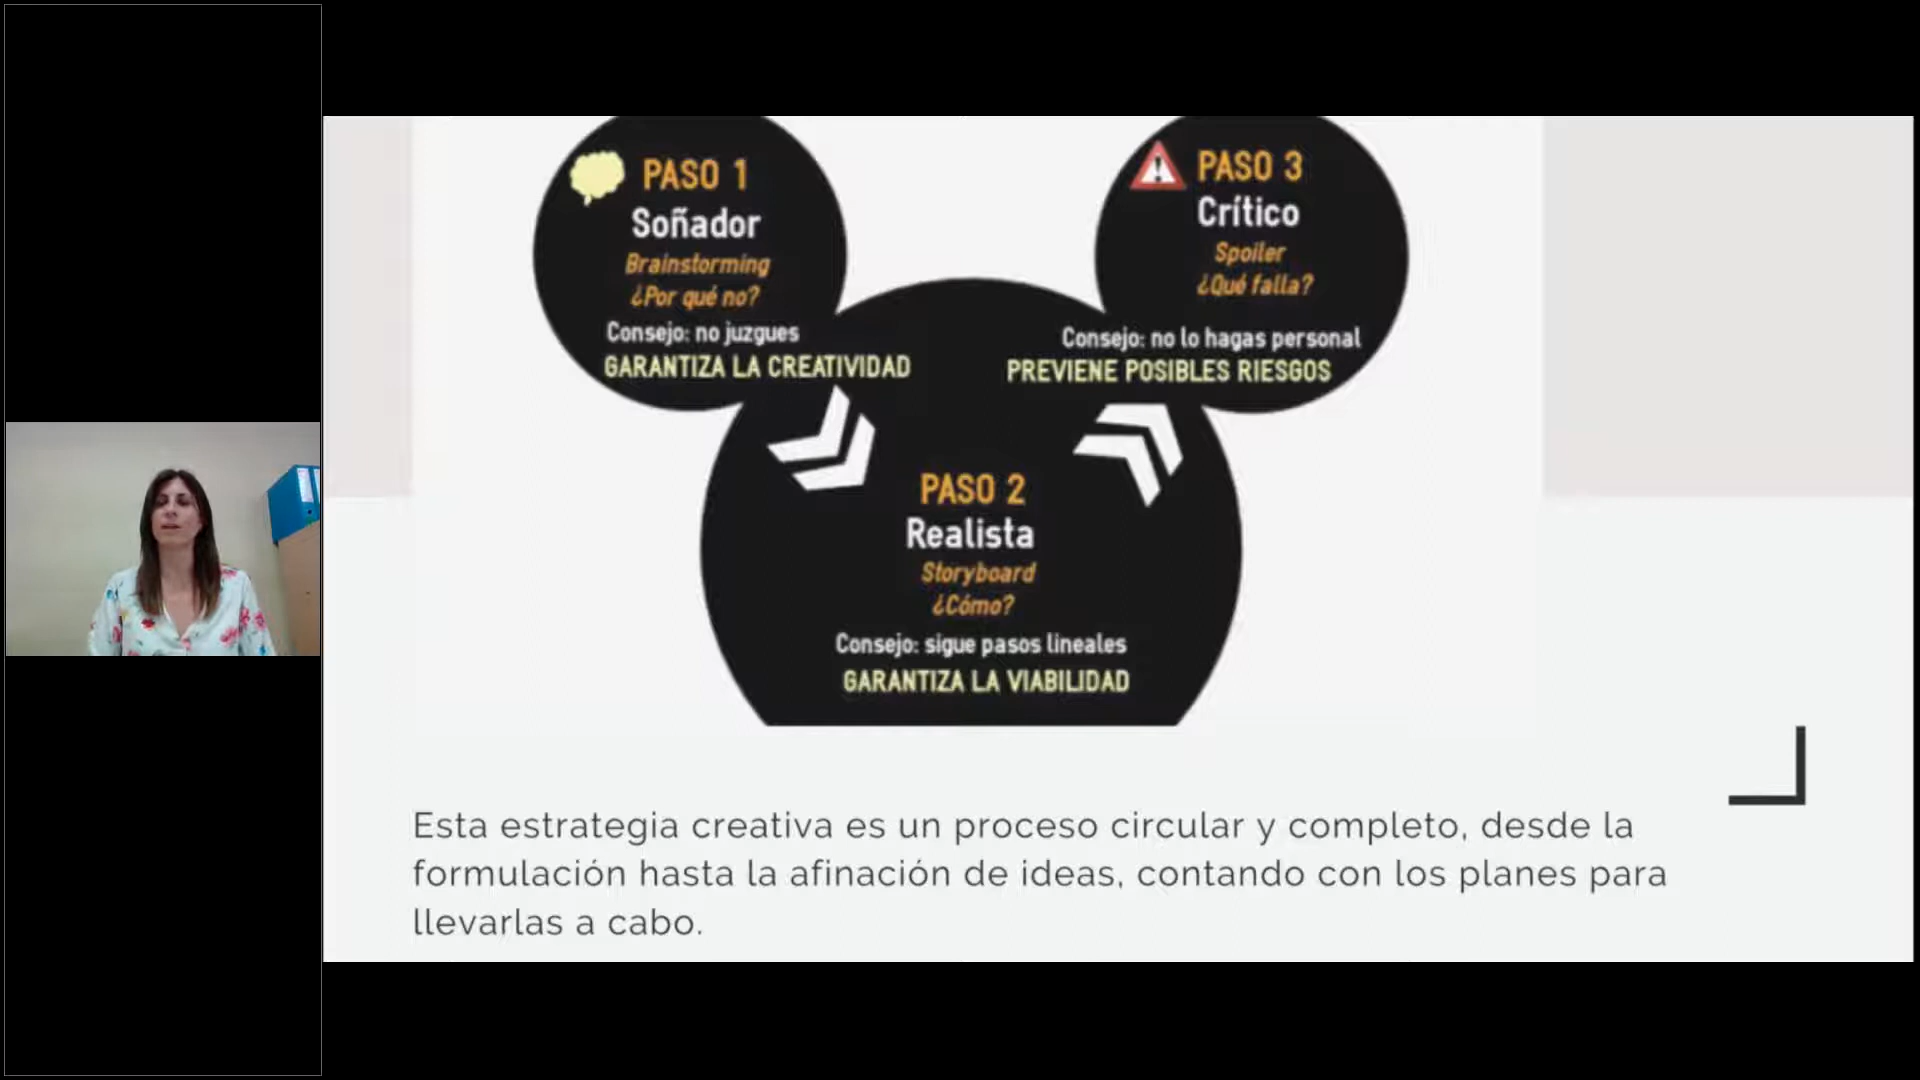 PASO 1
Soñador
Brainstorming
¿Por qué no?
Consejo: no juzgues
GARANTIZA LA CREATIVIDAD
PASO 3
Crítico
Spoiler
¿Qué falla?
Consejo: no lo hagas personal
PREVIENE POSIBLES RIESGOS
PASO 2
Realista
Storyboard
¿Cómo?
Consejo: sigue pasos lineales
GARANTIZA LA VIABILIDAD
Esta estrategia creativa es un proceso circular y completo, desde la
formulación hasta la afinación de ideas, contando con los planes para
llevarlas a cabo.